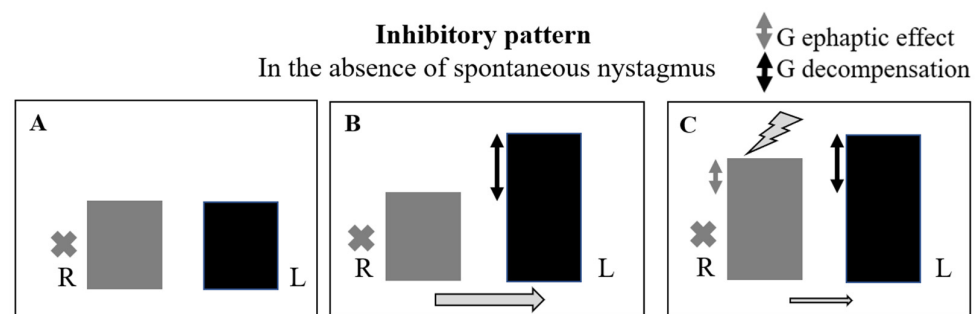 Inhibitory pattern
In the absence of spontaneous nystagmus
G ephaptic effect
G decompensation
A
R
L
B
R
L
C
R
L